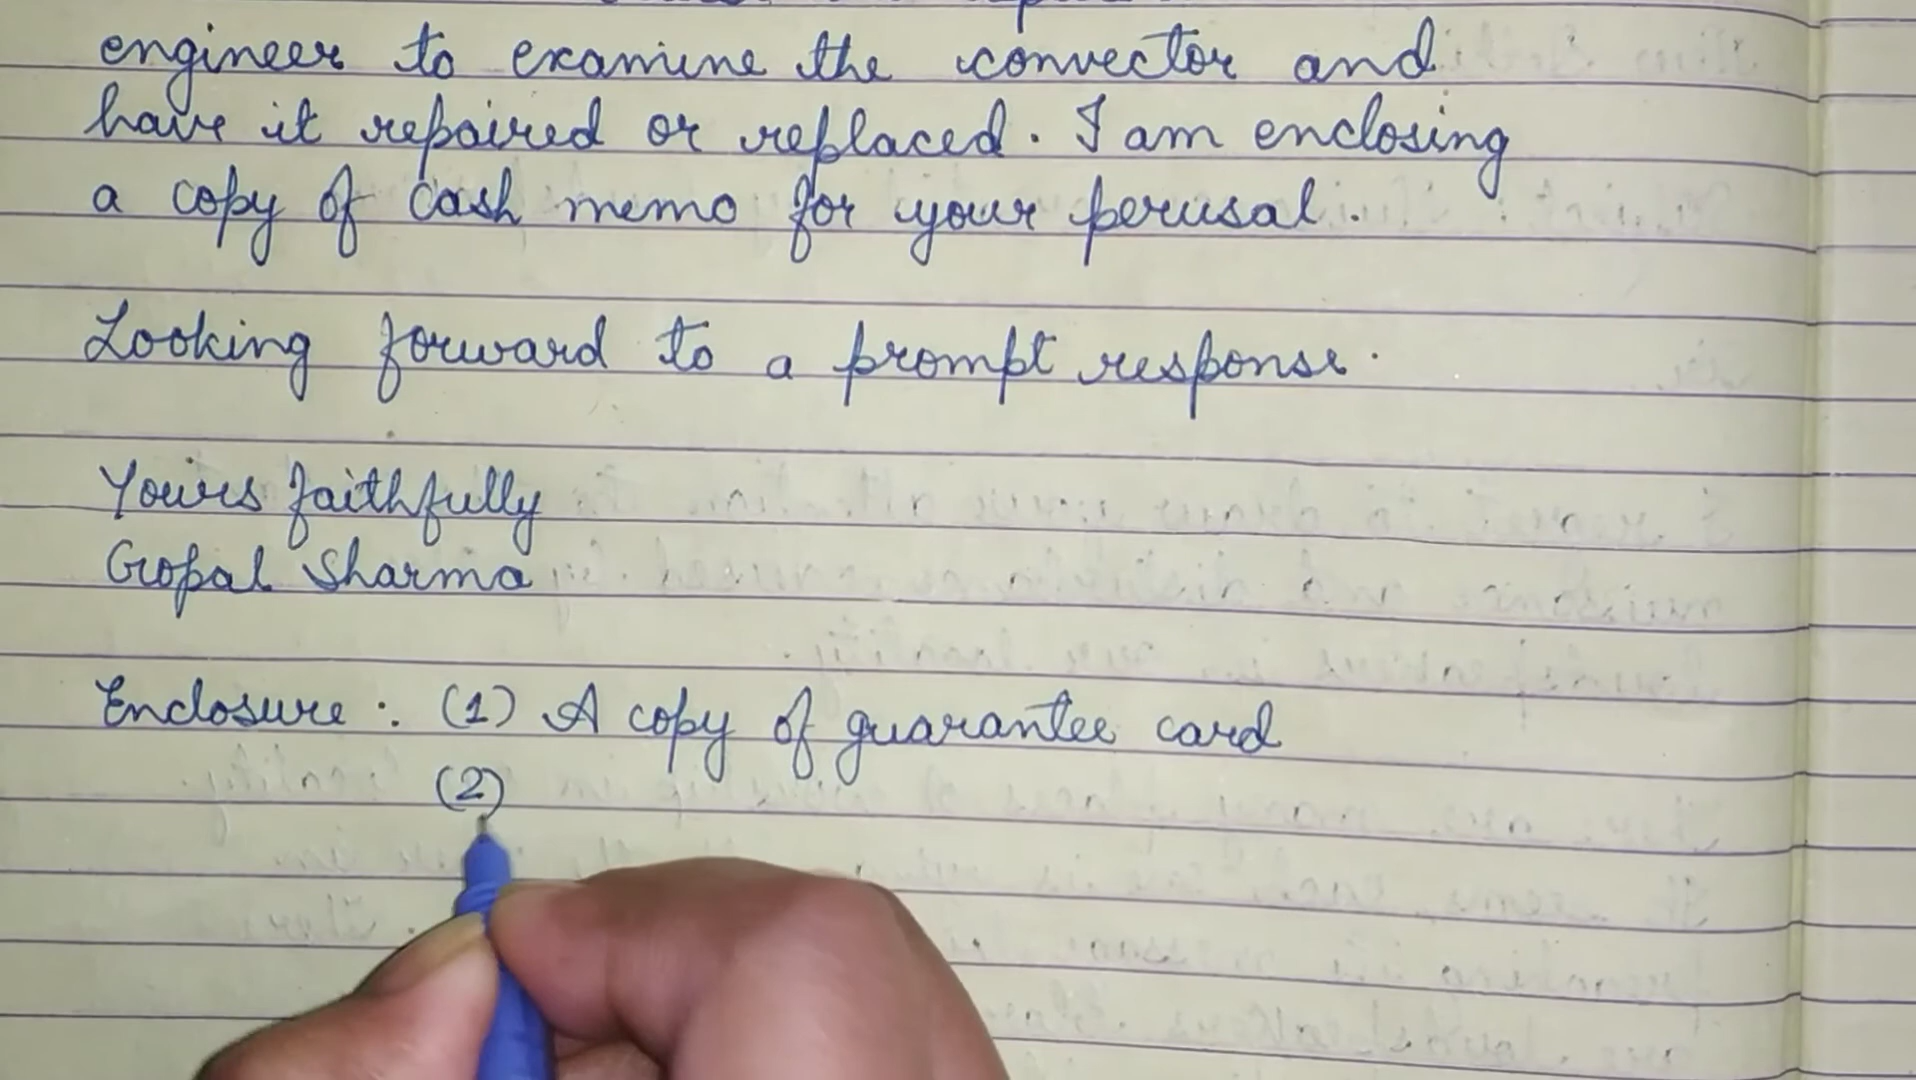 engineer to examine the convector and
have it repaired or replaced. I am enclosing
a copy of cash memo for your perusal.
Looking forward to a prompt response.
Yours faithfully
Gopal Sharma
Enclosure : (1) A copy of guarantee card
(2)